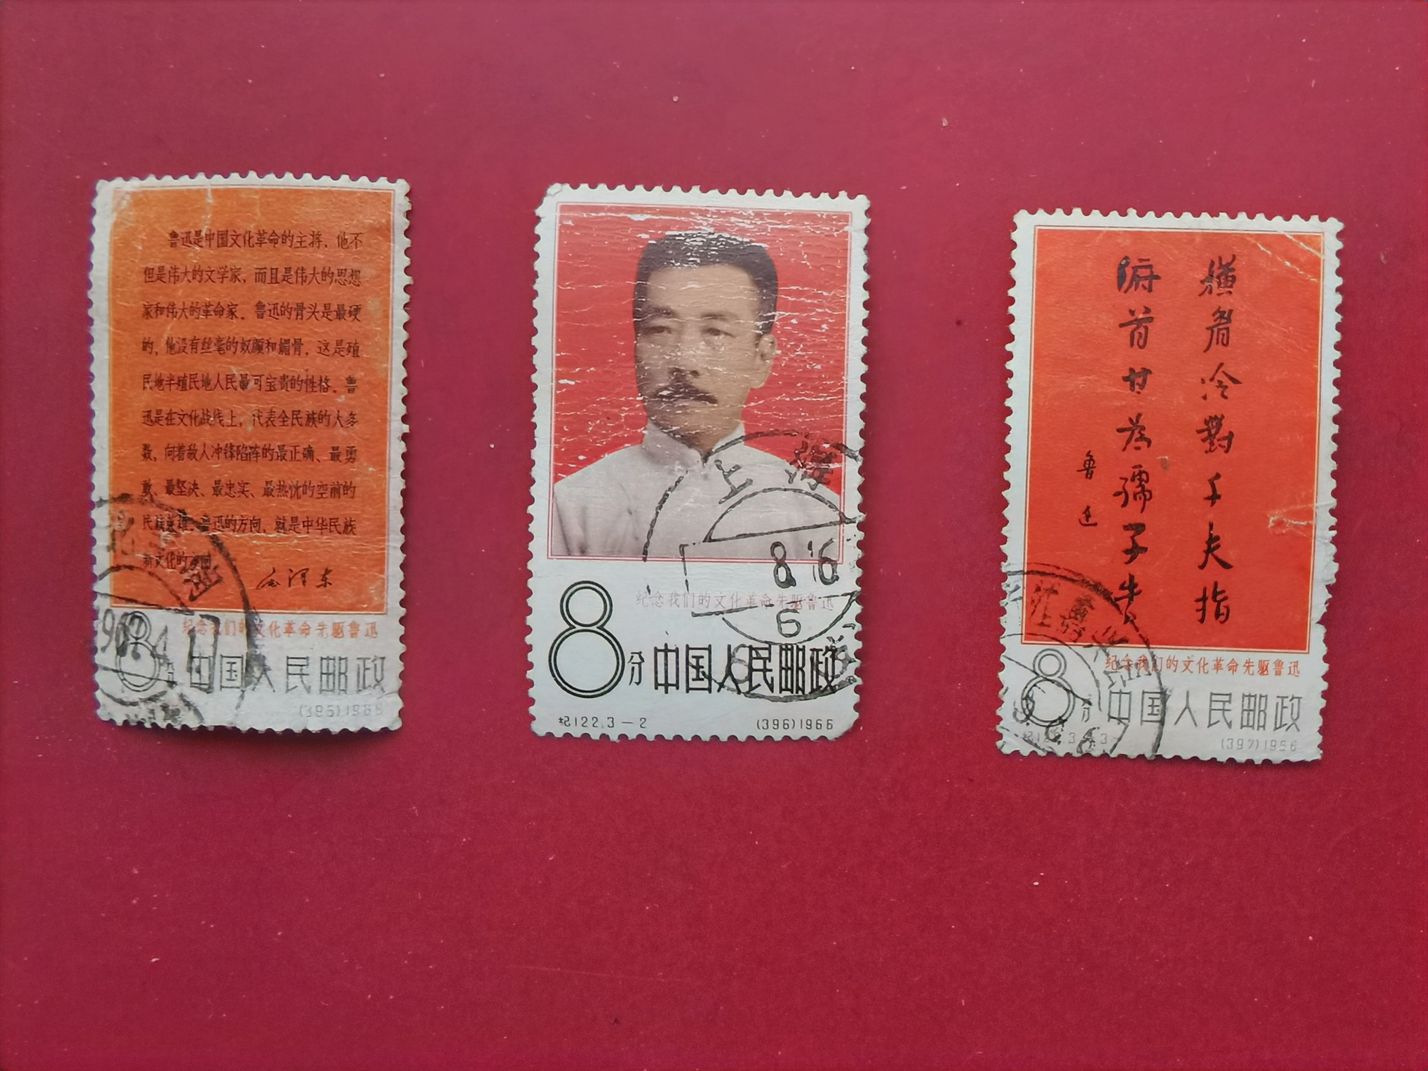 鲁迅是中国文化革命的主将，他不
但是伟大的文学家，而且是伟大的思想
家和伟大的革命家。鲁迅的骨头是最硬
的，他没有丝毫的奴颜和媚骨，这是殖
民地半殖民地人民最可宝贵的性格。鲁
迅是在文化战线上，代表全民族的大多
数，向着敌人冲锋陷阵的最正确、最勇
敢、最坚决、最忠实、最热忱的空前的
民族英雄。鲁迅的方向，就是中华民族
新文化的方向。
毛泽东
纪念我们的文化革命先驱鲁迅
8分 中国人民邮政
(395)1966
上海
8.16
6
纪念我们的文化革命先驱鲁迅
8分 中国人民邮政
纪122.3－2
(396)1966
横眉冷對千夫指
俯首甘为孺子牛
鲁迅
纪念我们的文化革命先驱鲁迅
8分 中国人民邮政
纪122.3－3
(397)1966